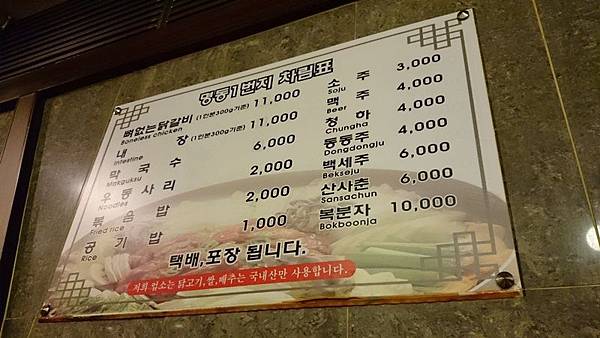 명동1번지 차림표
뼈없는닭갈비(1인분300g기준) 11,000
Boneless chicken
내 장(1인분300g기준) 11,000
Intestine
막국수 6,000
Makguksu
우동사리 2,000
Noodles
볶음밥 2,000
Fried rice
공기밥 1,000
Rice
소주 3,000
Soju
맥주 4,000
Beer
청하 4,000
Chungha
동동주 4,000
Dongdongju
백세주 6,000
Bekseju
산사춘 6,000
Sansachun
복분자 10,000
Bokboonja
택배,포장 됩니다.
저희 업소는 닭고기,쌀,배추는 국내산만 사용합니다.